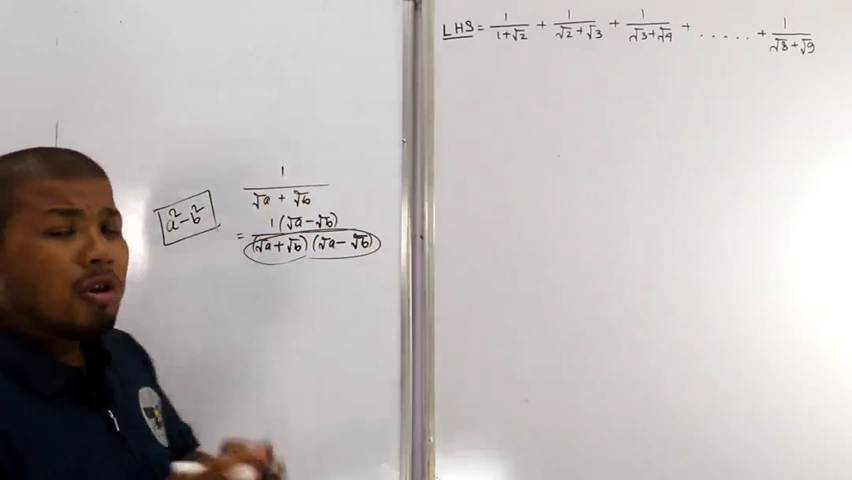 LHS = 1/(1+√2) + 1/(√2+√3) + 1/(√3+√4) + ..... + 1/(√8+√9)
1/(√a + √b)
a²-b²
= 1(√a-√b)/(√a+√b)(√a-√b)